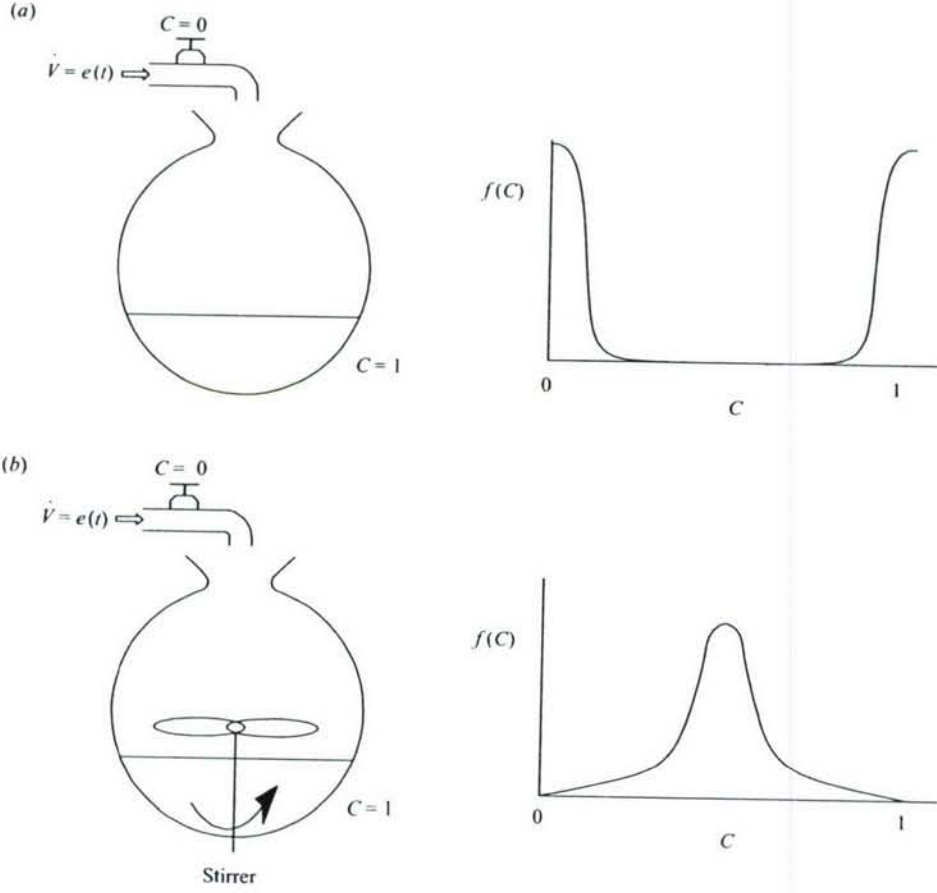 (a)
C = 0
V̇ = e(t)
C = 1
f(C)
0
1
C
(b)
C = 0
V̇ = e(t)
C = 1
Stirrer
f(C)
0
1
C